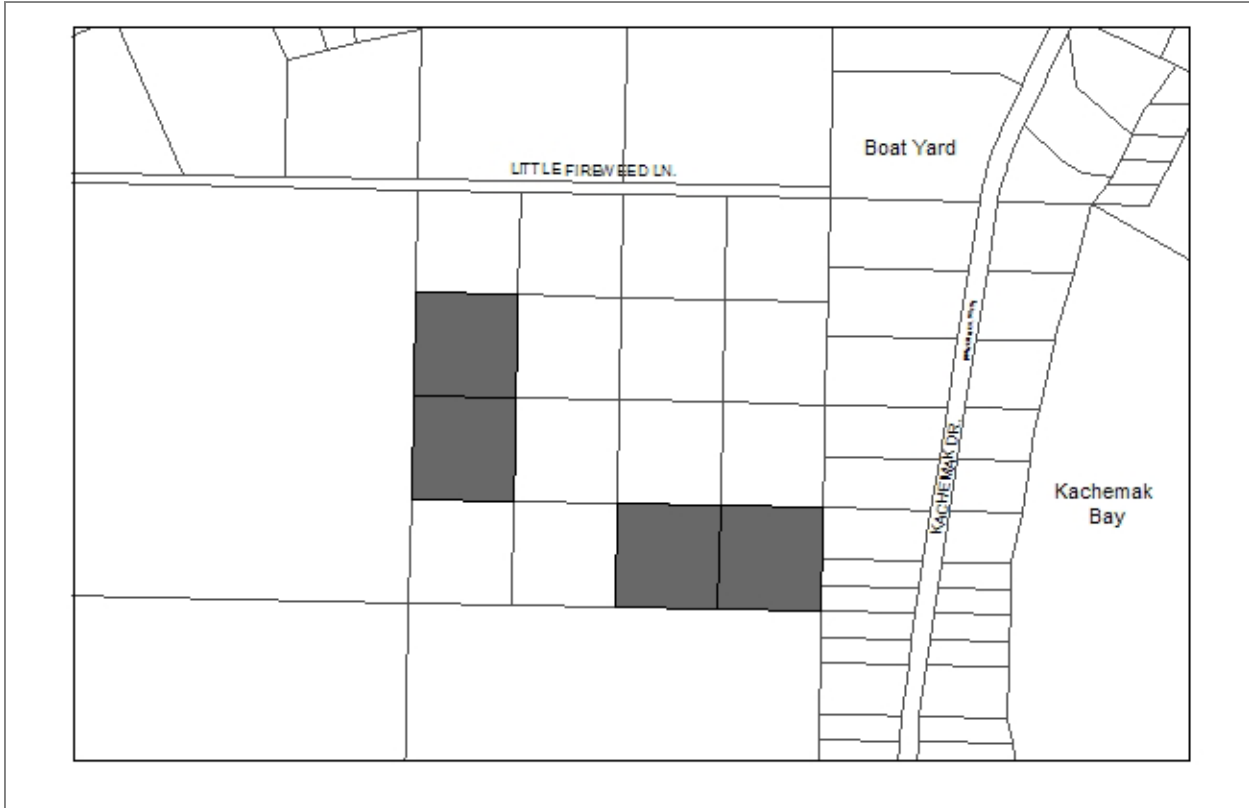 LITTLE FIREWEED LN.
Boat Yard
KACHEMAK DR.
Kachemak
Bay